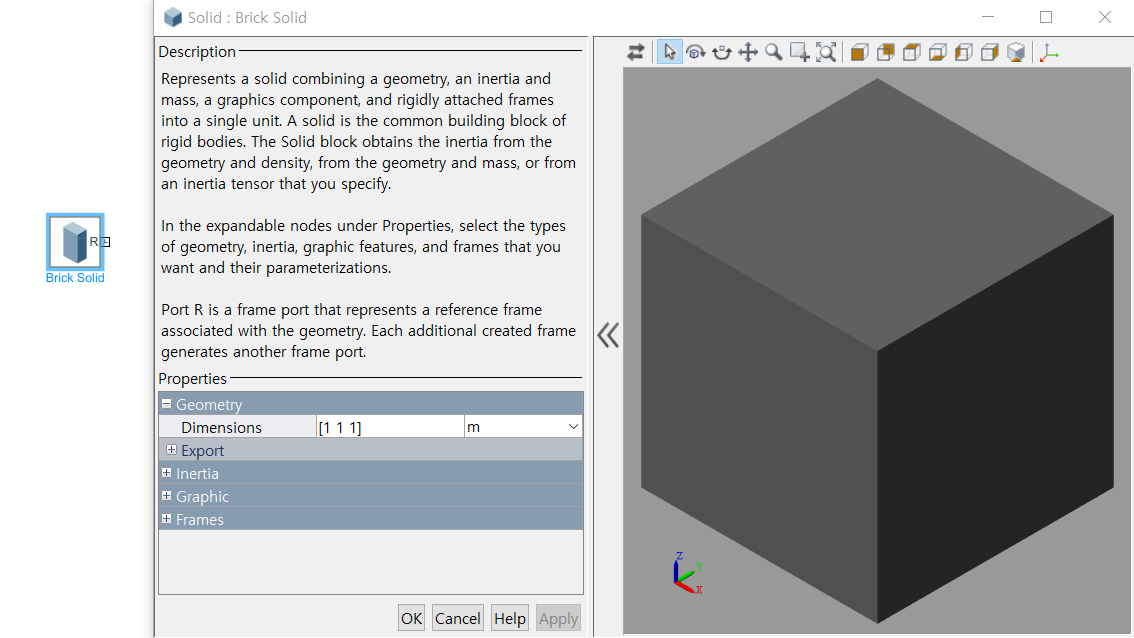 Solid : Brick Solid
Description
Represents a solid combining a geometry, an inertia and
mass, a graphics component, and rigidly attached frames
into a single unit. A solid is the common building block of
rigid bodies. The Solid block obtains the inertia from the
geometry and density, from the geometry and mass, or from
an inertia tensor that you specify.
In the expandable nodes under Properties, select the types
of geometry, inertia, graphic features, and frames that you
want and their parameterizations.
Port R is a frame port that represents a reference frame
associated with the geometry. Each additional created frame
generates another frame port.
Properties
Geometry
Dimensions [1 1 1] m
Export
Inertia
Graphic
Frames
OK Cancel Help Apply
R
Brick Solid
Z
Y
X